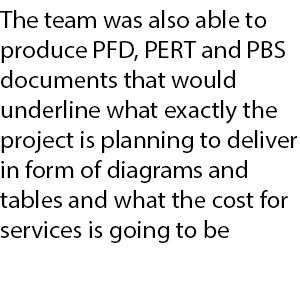 The team was also able to
produce PFD, PERT and PBS
documents that would
underline what exactly the
project is planning to deliver
in form of diagrams and
tables and what the cost for
services is going to be